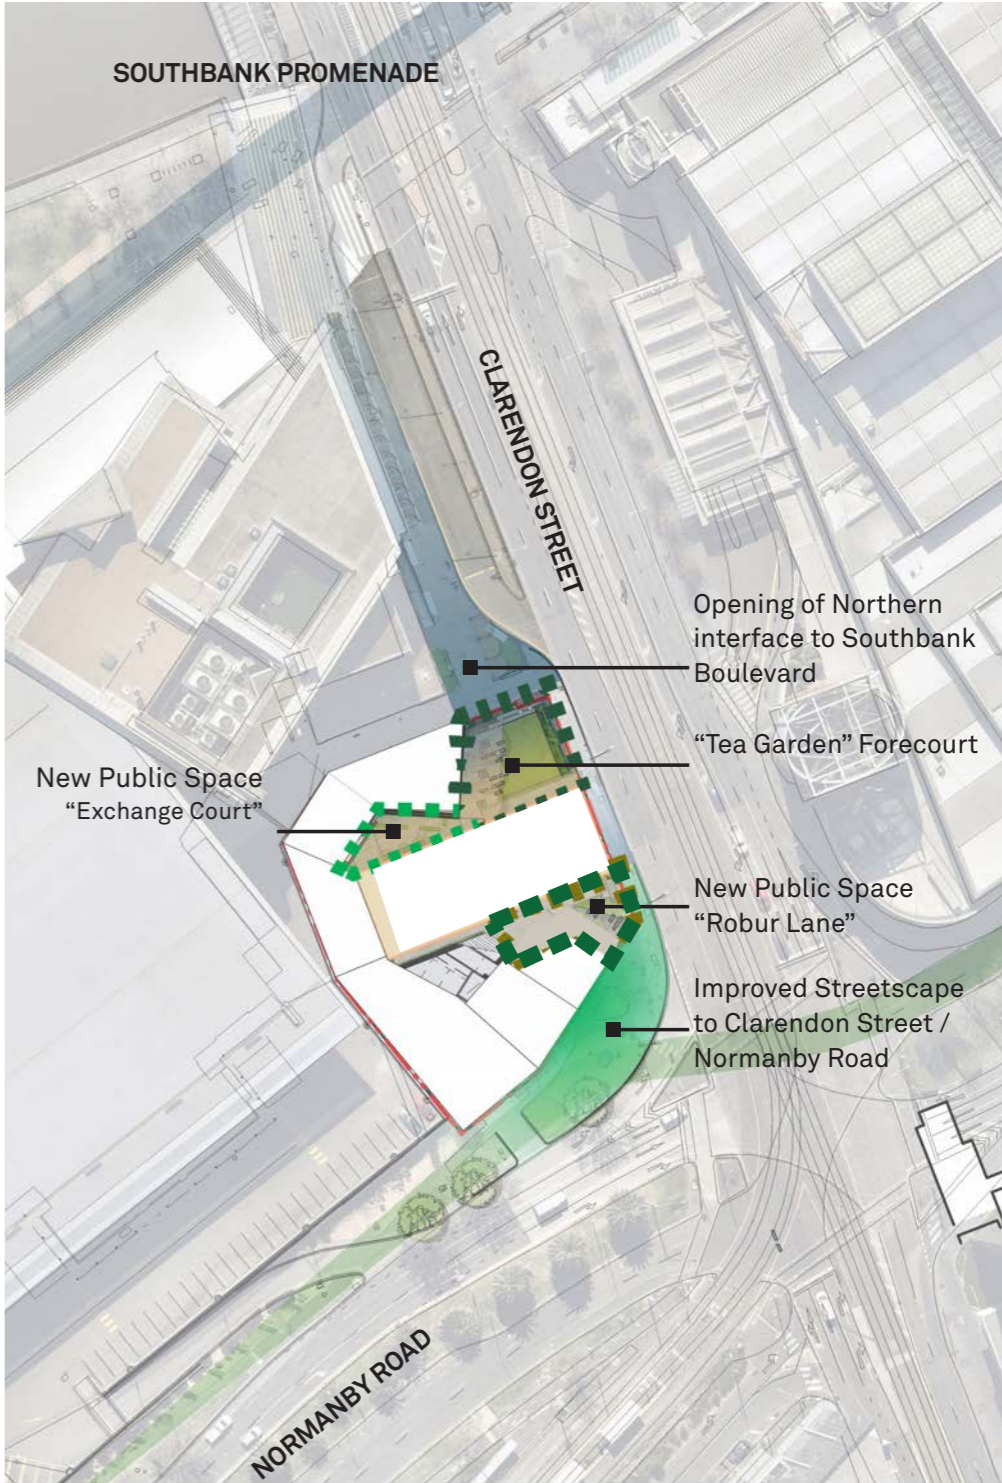 SOUTHBANK PROMENADE
CLARENDON STREET
Opening of Northern
interface to Southbank
Boulevard
“Tea Garden” Forecourt
New Public Space
“Exchange Court”
New Public Space
“Robur Lane”
Improved Streetscape
to Clarendon Street /
Normanby Road
NORMANBY ROAD